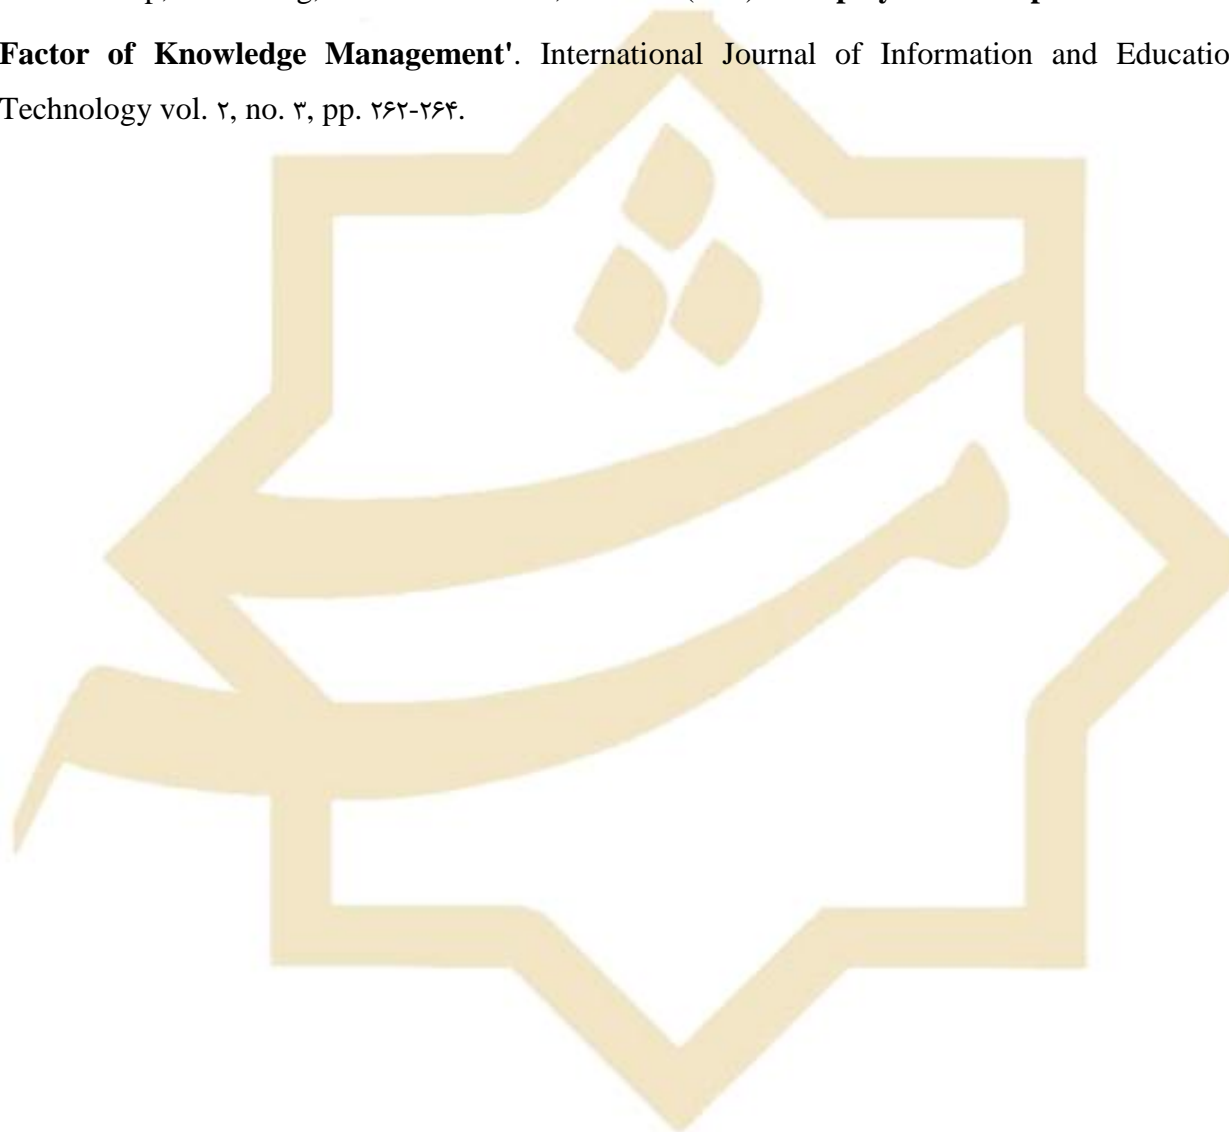 Factor of Knowledge Management'. International Journal of Information and Educatio
Technology vol. ۲, no. ۳, pp. ۲۶۲-۲۶۴.